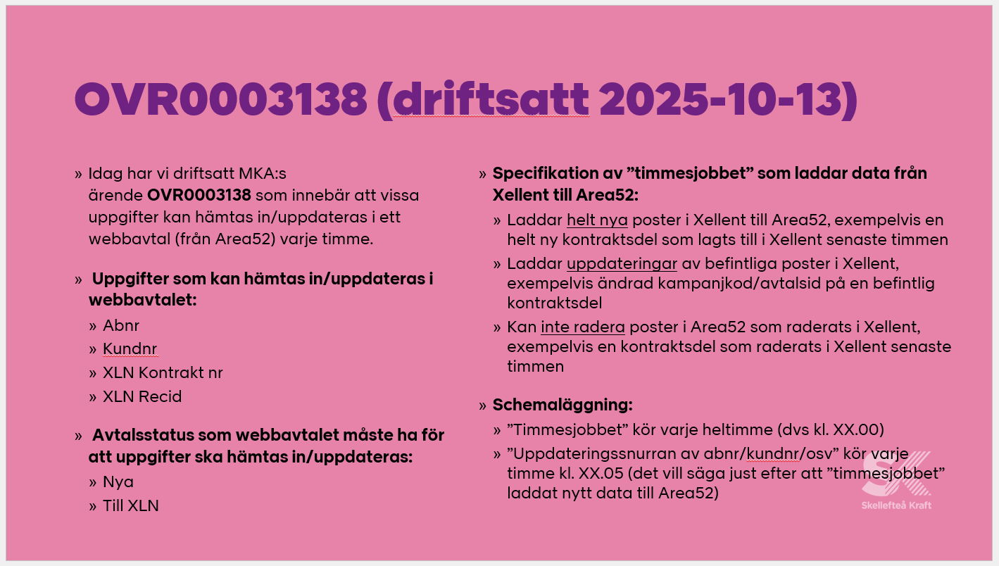 OVR0003138 (driftsatt 2025-10-13)
» Idag har vi driftsatt MKA:s
ärende OVR0003138 som innebär att vissa
uppgifter kan hämtas in/uppdateras i ett
webbavtal (från Area52) varje timme.
» Uppgifter som kan hämtas in/uppdateras i
webbavtalet:
» Abnr
» Kundnr
» XLN Kontrakt nr
» XLN Recid
» Avtalsstatus som webbavtalet måste ha för
att uppgifter ska hämtas in/uppdateras:
» Nya
» Till XLN
» Specifikation av ”timmesjobbet” som laddar data från
Xellent till Area52:
» Laddar helt nya poster i Xellent till Area52, exempelvis en
helt ny kontraktsdel som lagts till i Xellent senaste timmen
» Laddar uppdateringar av befintliga poster i Xellent,
exempelvis ändrad kampanjkod/avtalsid på en befintlig
kontraktsdel
» Kan inte radera poster i Area52 som raderats i Xellent,
exempelvis en kontraktsdel som raderats i Xellent senaste
timmen
» Schemaläggning:
» ”Timmesjobbet” kör varje heltimme (dvs kl. XX.00)
» ”Uppdateringssnurran av abnr/kundnr/osv” kör varje
timme kl. XX.05 (det vill säga just efter att ”timmesjobbet”
laddat nytt data till Area52)
SK
Skellefteå Kraft